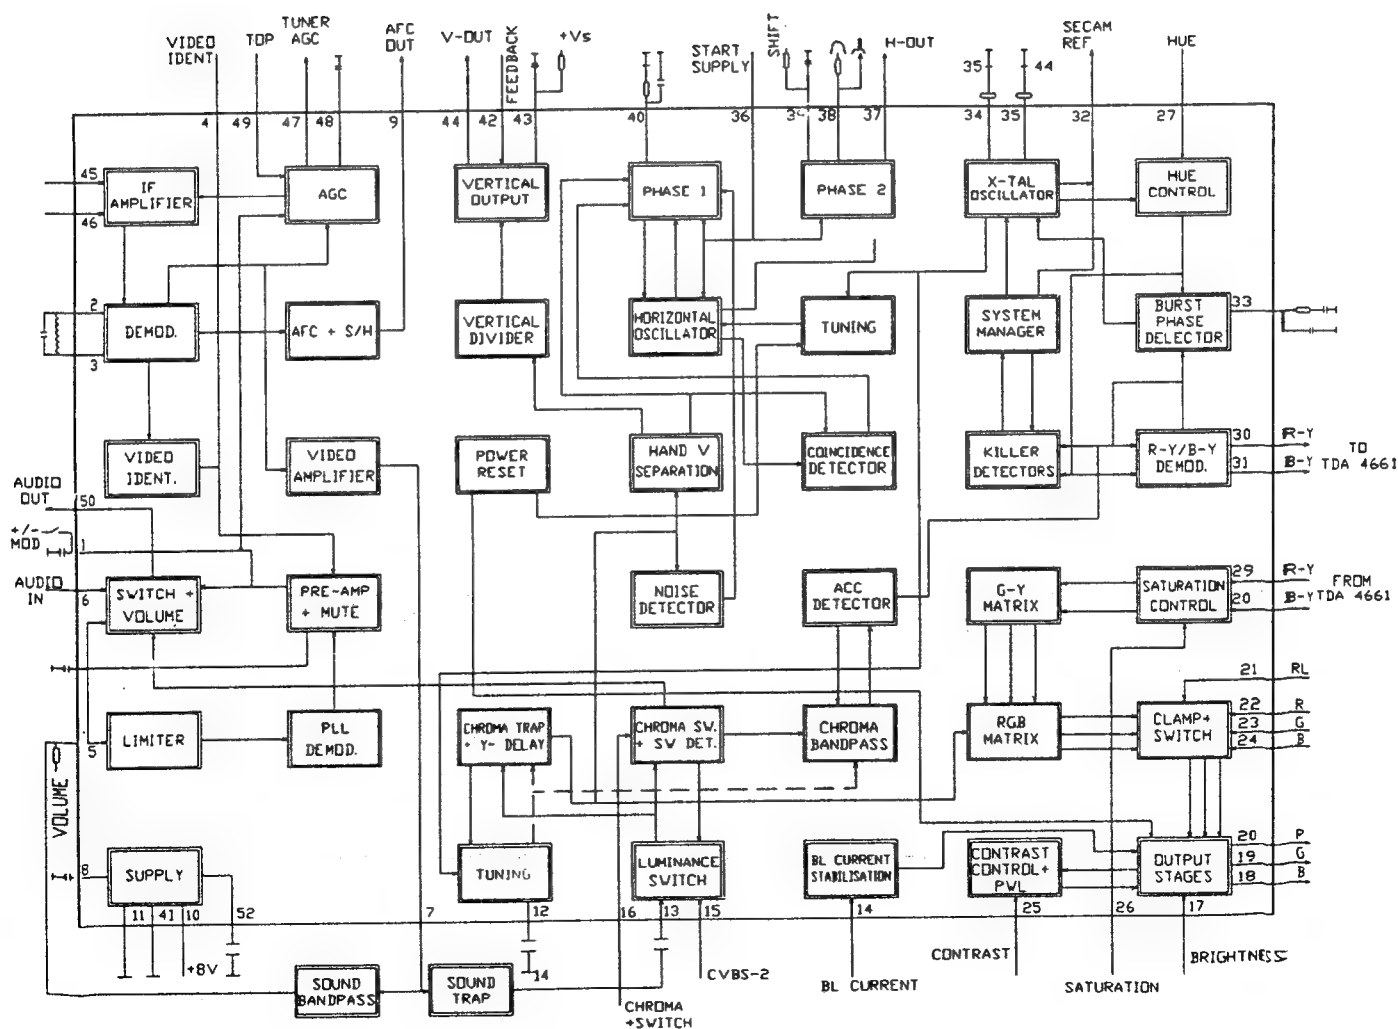 VIDEO IDENT
TOP
TUNER AGC
AFC OUT
V-OUT
FEEDBACK
+Vs
START SUPPLY
SHIFT
H-OUT
35
44
SECAM REF
HUE
4
49
47
48
9
44
42
43
40
36
39
38
37
34
35
32
27
45
46
IF AMPLIFIER
AGC
VERTICAL OUTPUT
PHASE 1
PHASE 2
X-TAL OSCILLATOR
HUE CONTROL
2
3
DEMOD.
AFC + S/H
VERTICAL DIVIDER
HORIZONTAL OSCILLATOR
TUNING
SYSTEM MANAGER
BURST PHASE DELECTOR
33
VIDEO IDENT.
VIDEO AMPLIFIER
POWER RESET
HAND V SEPARATION
COINCIDENCE DETECTOR
KILLER DETECTORS
R-Y/B-Y DEMOD.
30
R-Y
31
B-Y
TO TDA 4661
AUDIO OUT
50
+/- MOD
1
AUDIO IN
6
SWITCH + VOLUME
PRE-AMP + MUTE
NOISE DETECTOR
ACC DETECTOR
G-Y MATRIX
SATURATION CONTROL
29
R-Y
20
B-Y
FROM TDA 4661
LIMITER
PLL DEMOD.
CHROMA TRAP + Y- DELAY
CHROMA SW. + SW DET.
CHROMA BANDPASS
RGB MATRIX
CLAMP+ SWITCH
21
RL
22
R
23
G
24
B
5
VOLUME
8
SUPPLY
TUNING
LUMINANCE SWITCH
BL CURRENT STABILISATION
CONTRAST CONTROL+ PWL
OUTPUT STAGES
20
P
19
G
18
B
11
41
10
52
7
12
16
13
15
14
25
26
17
+8V
14
SOUND BANDPASS
SOUND TRAP
CHROMA +SWITCH
CVBS-2
BL CURRENT
CONTRAST
SATURATION
BRIGHTNESS